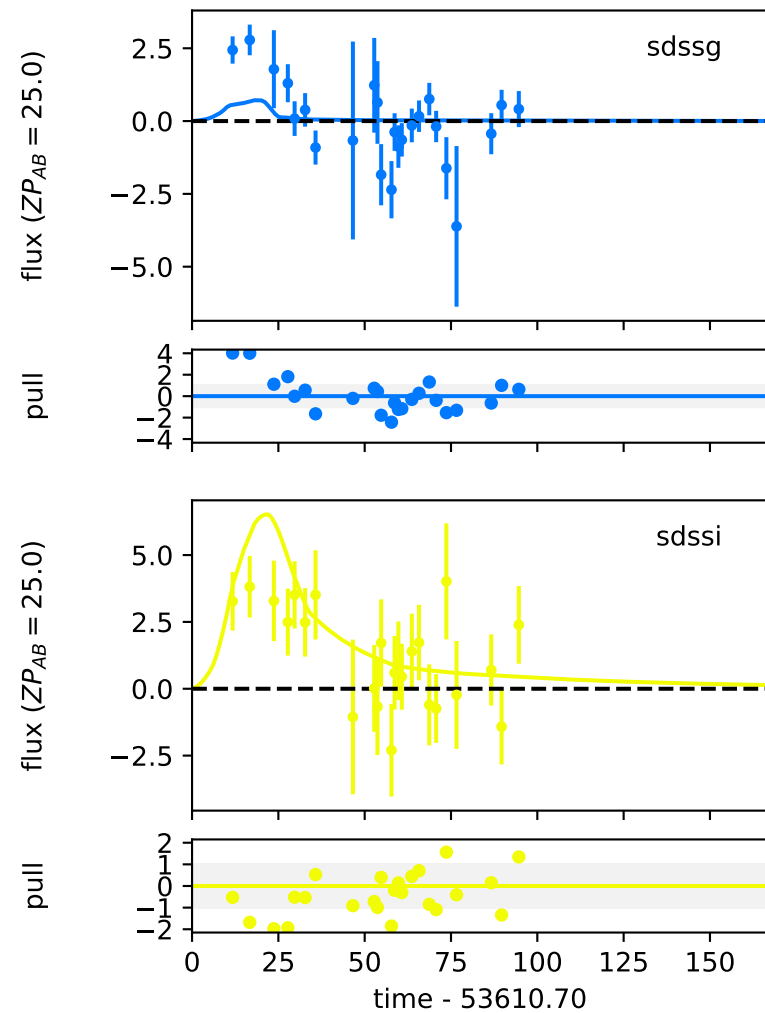 sdssg
flux (ZP_AB = 25.0)
2.5
0.0
−2.5
−5.0
pull
4
2
0
−2
−4
sdssi
flux (ZP_AB = 25.0)
5.0
2.5
0.0
−2.5
pull
2
1
0
−1
−2
0 25 50 75 100 125 150
time - 53610.70